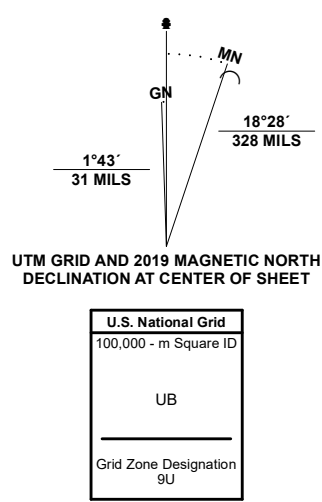 MN
GN
18°28´
328 MILS
1°43´
31 MILS
UTM GRID AND 2019 MAGNETIC NORTH
DECLINATION AT CENTER OF SHEET
U.S. National Grid
100,000 - m Square ID
UB
Grid Zone Designation
9U